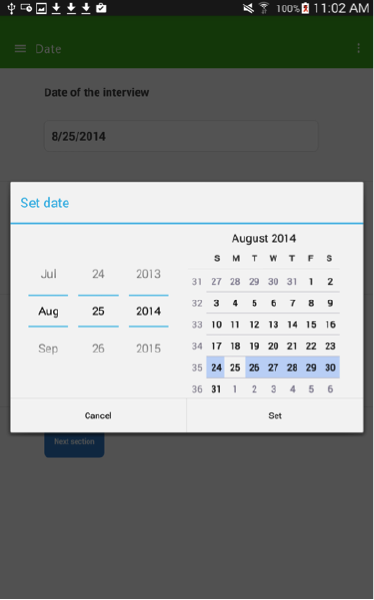 100% 11:02 AM
Date
Date of the interview
8/25/2014
Set date
Jul 24 2013
Aug 25 2014
Sep 26 2015
August 2014
S M T W T F S
31 27 28 29 30 31 1 2
32 3 4 5 6 7 8 9
33 10 11 12 13 14 15 16
34 17 18 19 20 21 22 23
35 24 25 26 27 28 29 30
36 31 1 2 3 4 5 6
Cancel Set
Next section